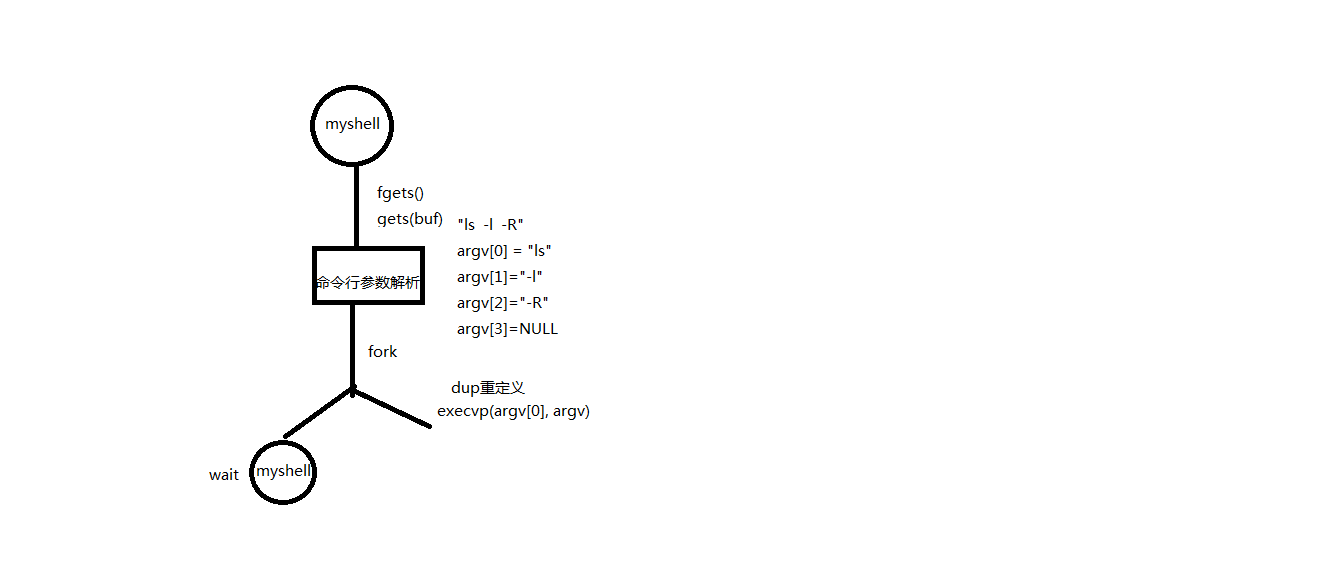 myshell
fgets()
gets(buf)
"ls  -l  -R"
argv[0] = "ls"
argv[1]="-l"
argv[2]="-R"
argv[3]=NULL
命令行参数解析
fork
dup重定义
execvp(argv[0], argv)
wait
myshell